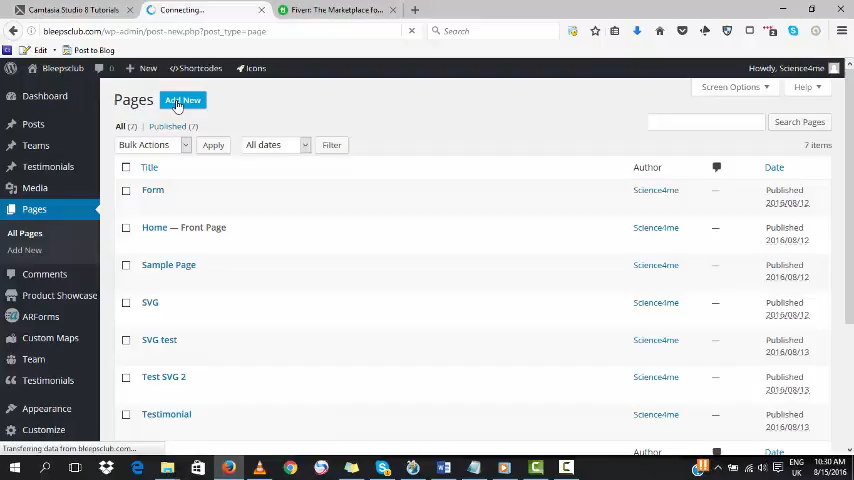 Camtasia Studio 8 Tutorials
Connecting...
Fiverr: The Marketplace fo...
bleepsclub.com/wp-admin/post-new.php?post_type=page
Search
Edit
Post to Blog
Bleepsclub
0
New
Shortcodes
Icons
Howdy, Science4me
Dashboard
Posts
Teams
Testimonials
Media
Pages
All Pages
Add New
Comments
Product Showcase
ARForms
Custom Maps
Team
Testimonials
Appearance
Customize
Pages
Add New
Screen Options
Help
All (7) | Published (7)
Search Pages
Bulk Actions
Apply
All dates
Filter
7 items
Title
Author
Date
Form
Science4me
—
Published
2016/08/12
Home — Front Page
Science4me
—
Published
2016/08/12
Sample Page
Science4me
—
Published
2016/08/12
SVG
Science4me
—
Published
2016/08/12
SVG test
Science4me
—
Published
2016/08/13
Test SVG 2
Science4me
—
Published
2016/08/13
Testimonial
Science4me
—
Published
2016/08/13
Author
Date
Transferring data from bleepsclub.com...
ENG
UK
10:30 AM
8/15/2016